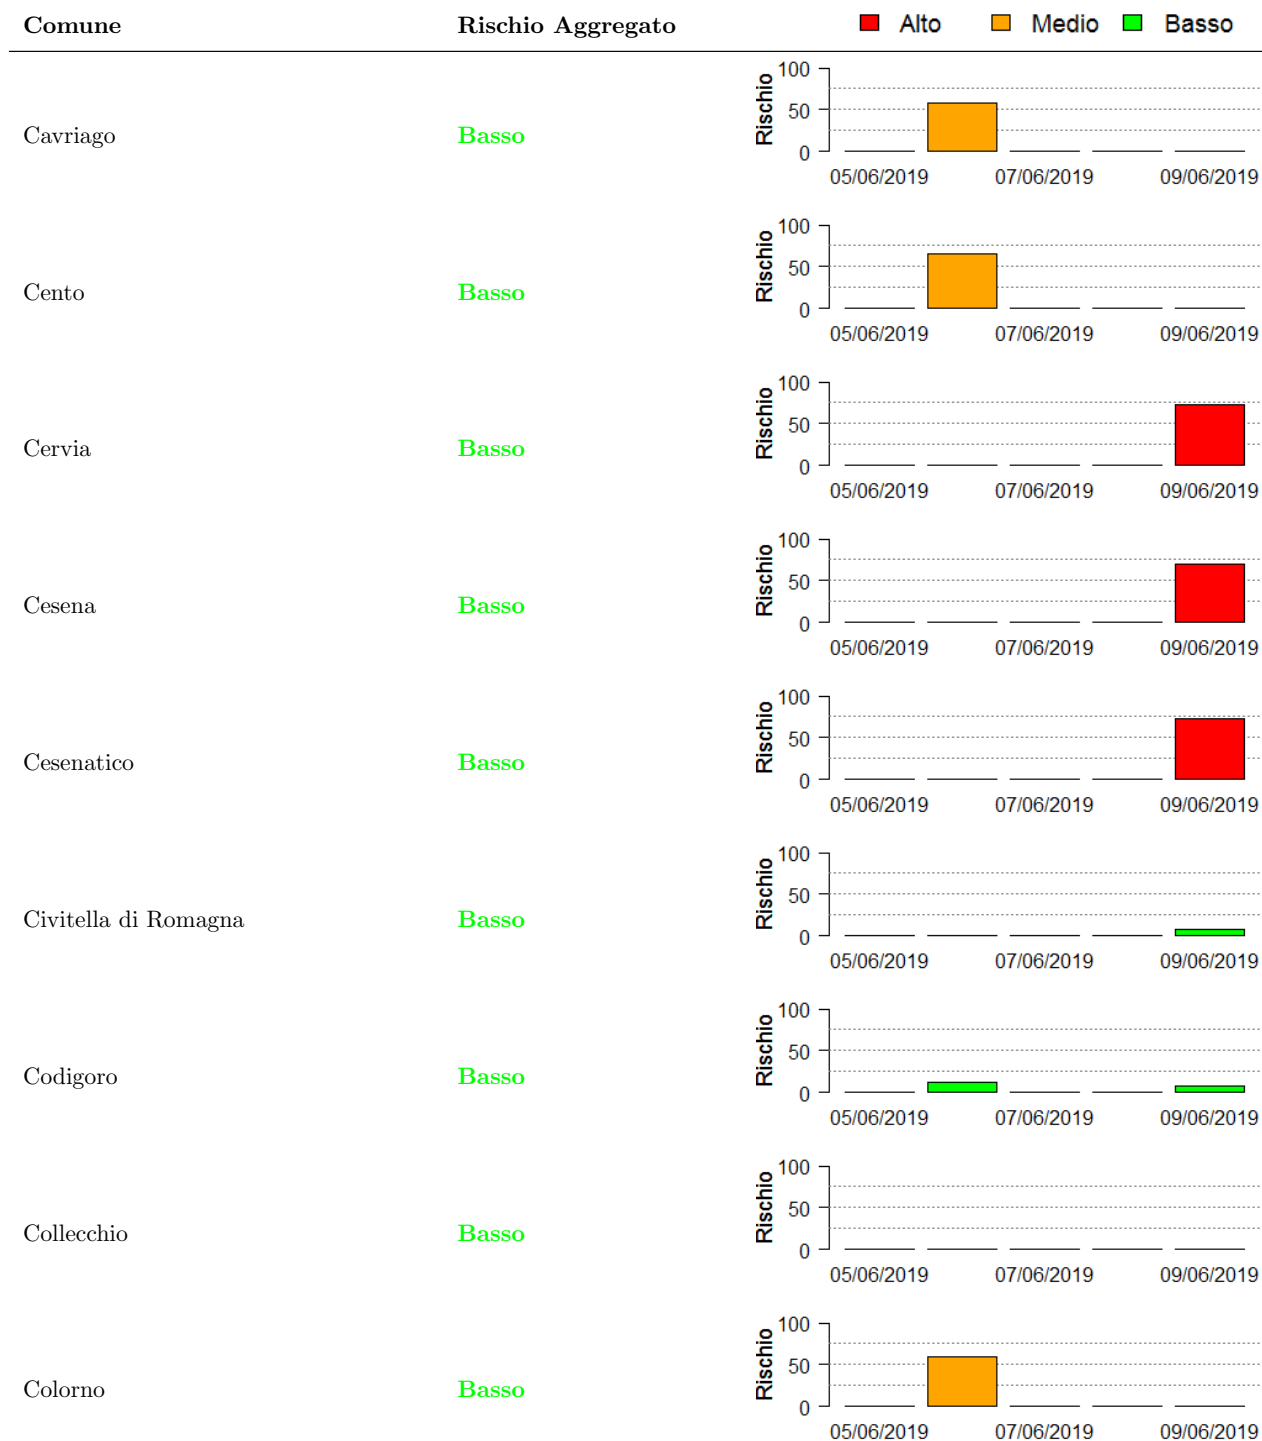 Comune Rischio Aggregato Alto Medio Basso
100
50
0
Rischio
Cavriago Basso
05/06/2019 07/06/2019 09/06/2019
100
50
0
Rischio
Cento Basso
05/06/2019 07/06/2019 09/06/2019
100
50
0
Rischio
Cervia Basso
05/06/2019 07/06/2019 09/06/2019
100
50
0
Rischio
Cesena Basso
05/06/2019 07/06/2019 09/06/2019
100
50
0
Rischio
Cesenatico Basso
05/06/2019 07/06/2019 09/06/2019
100
50
0
Rischio
Civitella di Romagna Basso
05/06/2019 07/06/2019 09/06/2019
100
50
0
Rischio
Codigoro Basso
05/06/2019 07/06/2019 09/06/2019
100
50
0
Rischio
Collecchio Basso
05/06/2019 07/06/2019 09/06/2019
100
50
0
Rischio
Colorno Basso
05/06/2019 07/06/2019 09/06/2019